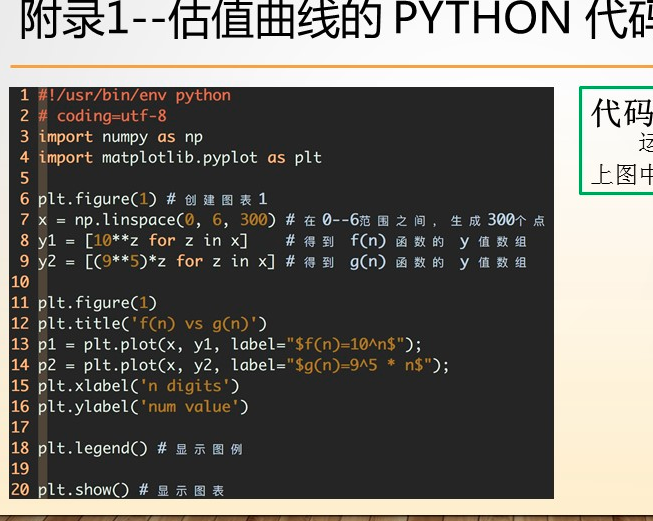 附录1--估值曲线的 PYTHON 代码
1 #!/usr/bin/env python
2 # coding=utf-8
3 import numpy as np
4 import matplotlib.pyplot as plt
5
6 plt.figure(1) # 创建图表1
7 x = np.linspace(0, 6, 300) # 在0--6范围之间，生成300个点
8 y1 = [10**z for z in x]    # 得到 f(n) 函数的 y 值数组
9 y2 = [(9**5)*z for z in x] # 得到 g(n) 函数的 y 值数组
10
11 plt.figure(1)
12 plt.title('f(n) vs g(n)')
13 p1 = plt.plot(x, y1, label="$f(n)=10^n$");
14 p2 = plt.plot(x, y2, label="$g(n)=9^5 * n$");
15 plt.xlabel('n digits')
16 plt.ylabel('num value')
17
18 plt.legend() # 显示图例
19
20 plt.show() # 显示图表
代码
上图中